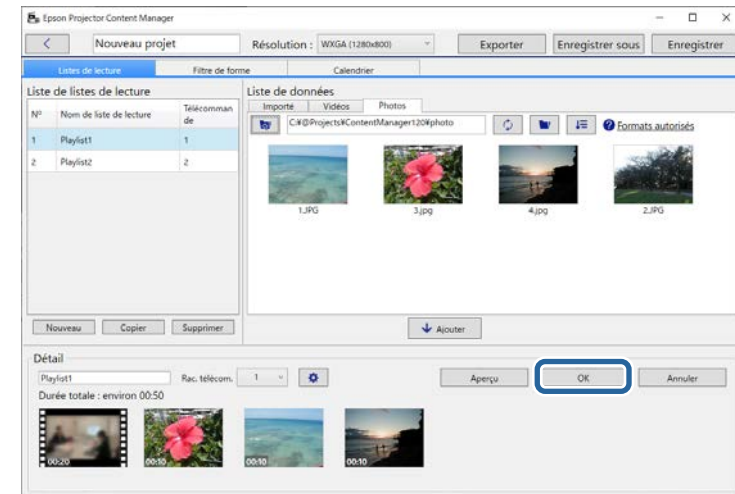 Epson Projector Content Manager
Nouveau projet
Résolution : WXGA (1280x800)
Exporter
Enregistrer sous
Enregistrer
Listes de lecture
Filtre de forme
Calendrier
Liste de listes de lecture
Nº Nom de liste de lecture Télécomman
de
1 Playlist1 1
2 Playlist2 2
Nouveau
Copier
Supprimer
Liste de données
Importé
Vidéos
Photos
C:¥@Projects¥ContentManager120¥photo
Formats autorisés
1.JPG
3.jpg
4.jpg
2.JPG
Ajouter
Détail
Playlist1
Rac. télécom. 1
Aperçu
OK
Annuler
Durée totale : environ 00:50
00:20
00:10
00:10
00:10